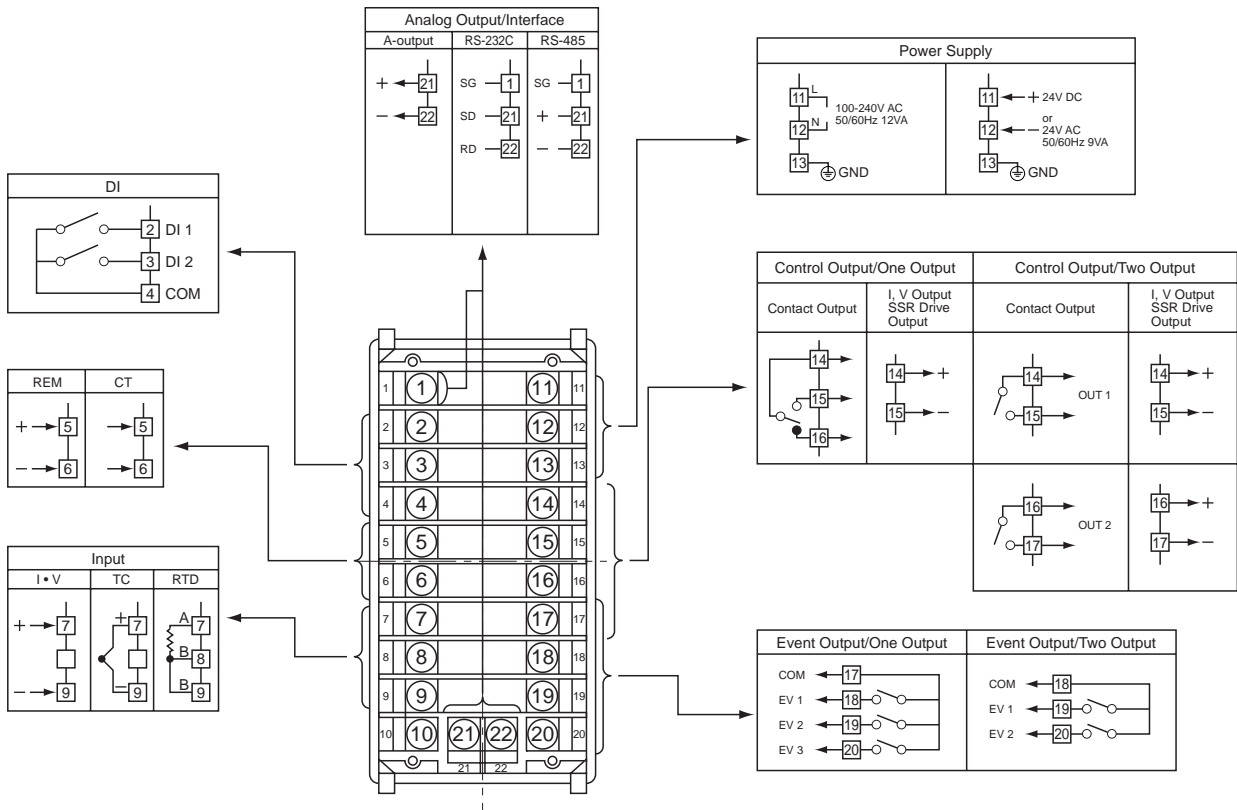 Analog Output/Interface
A-output RS-232C RS-485
+ 21
− 22
SG 1
SD 21
RD 22
SG 1
+ 21
− 22
Power Supply
11 L
12 N
13 GND
100-240V AC
50/60Hz 12VA
11 + 24V DC
or
12 − 24V AC
50/60Hz 9VA
13 GND
DI
2 DI 1
3 DI 2
4 COM
REM CT
+ 5
− 6
5
6
Input
I • V TC RTD
+ 7
− 9
+ 7
− 9
A 7
B 8
B 9
Control Output/One Output
Contact Output
I, V Output
SSR Drive
Output
14
15
16
14 +
15 −
Control Output/Two Output
Contact Output
I, V Output
SSR Drive
Output
14
15
OUT 1
14 +
15 −
16
17
OUT 2
16 +
17 −
Event Output/One Output
COM 17
EV 1 18
EV 2 19
EV 3 20
Event Output/Two Output
COM 18
EV 1 19
EV 2 20
1 1 11 11
2 2 12 12
3 3 13 13
4 4 14 14
5 5 15 15
6 6 16 16
7 7 17 17
8 8 18 18
9 9 19 19
10 10 21 22 20 20
21 22